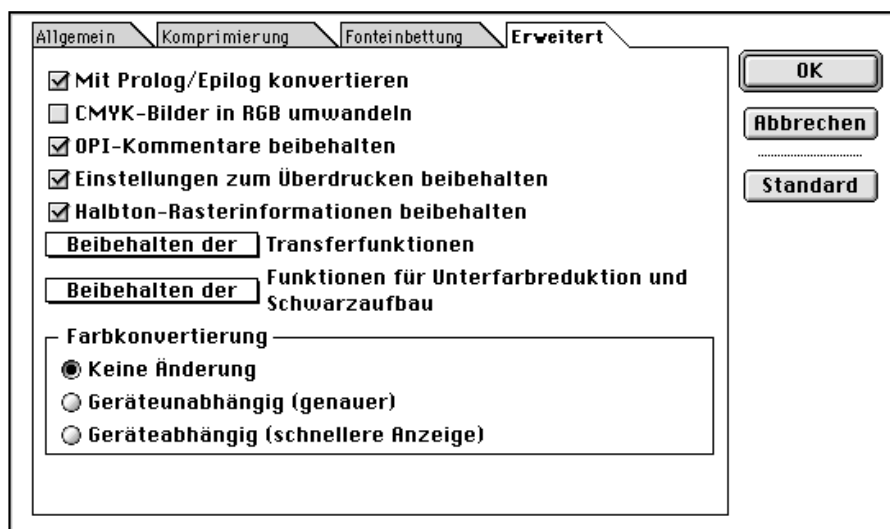 Allgemein Komprimierung Fonteinbettung Erweitert
Mit Prolog/Epilog konvertieren
CMYK-Bilder in RGB umwandeln
OPI-Kommentare beibehalten
Einstellungen zum Überdrucken beibehalten
Halbton-Rasterinformationen beibehalten
Beibehalten der Transferfunktionen
Beibehalten der Funktionen für Unterfarbreduktion und
Schwarzaufbau
Farbkonvertierung
Keine Änderung
Geräteunabhängig (genauer)
Geräteabhängig (schnellere Anzeige)
OK
Abbrechen
Standard